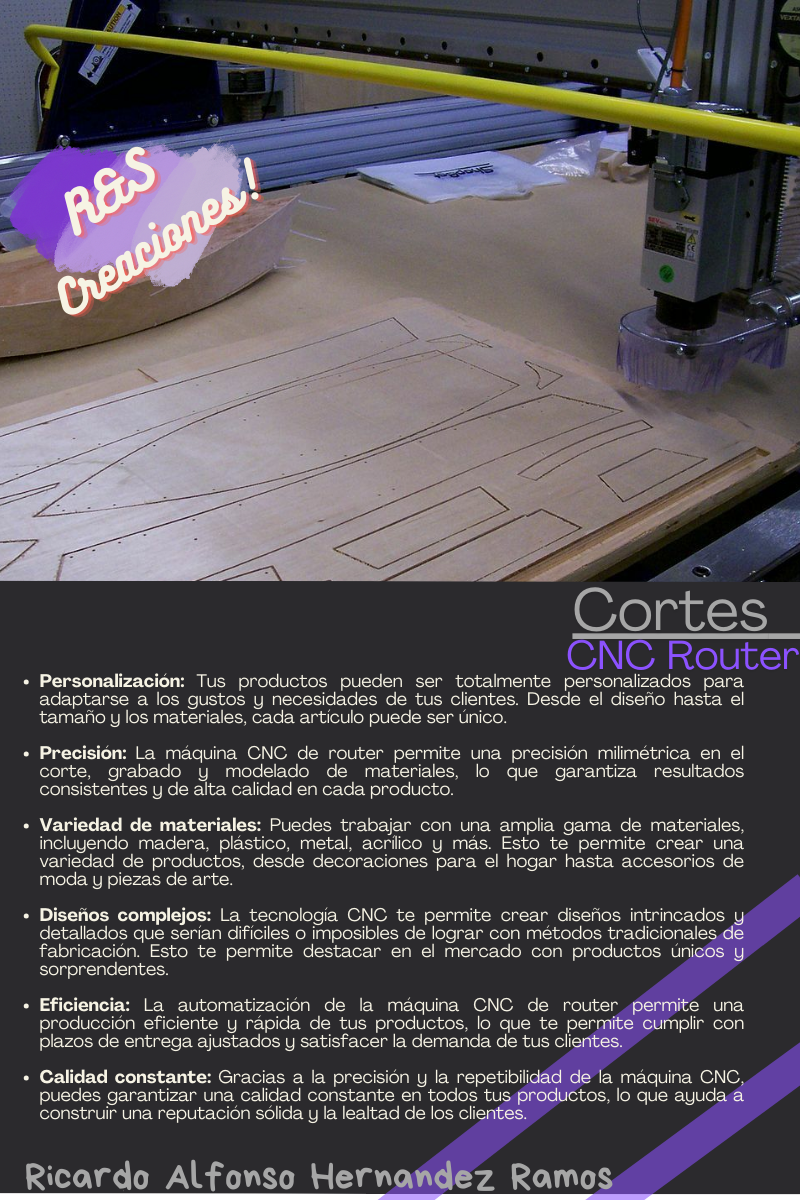 R&S
Creaciones!
Cortes
CNC Router
• Personalización: Tus productos pueden ser totalmente personalizados para
adaptarse a los gustos y necesidades de tus clientes. Desde el diseño hasta el
tamaño y los materiales, cada artículo puede ser único.
• Precisión: La máquina CNC de router permite una precisión milimétrica en el
corte, grabado y modelado de materiales, lo que garantiza resultados
consistentes y de alta calidad en cada producto.
• Variedad de materiales: Puedes trabajar con una amplia gama de materiales,
incluyendo madera, plástico, metal, acrílico y más. Esto te permite crear una
variedad de productos, desde decoraciones para el hogar hasta accesorios de
moda y piezas de arte.
• Diseños complejos: La tecnología CNC te permite crear diseños intrincados y
detallados que serían difíciles o imposibles de lograr con métodos tradicionales de
fabricación. Esto te permite destacar en el mercado con productos únicos y
sorprendentes.
• Eficiencia: La automatización de la máquina CNC de router permite una
producción eficiente y rápida de tus productos, lo que te permite cumplir con
plazos de entrega ajustados y satisfacer la demanda de tus clientes.
• Calidad constante: Gracias a la precisión y la repetibilidad de la máquina CNC,
puedes garantizar una calidad constante en todos tus productos, lo que ayuda a
construir una reputación sólida y la lealtad de los clientes.
Ricardo Alfonso Hernandez Ramos